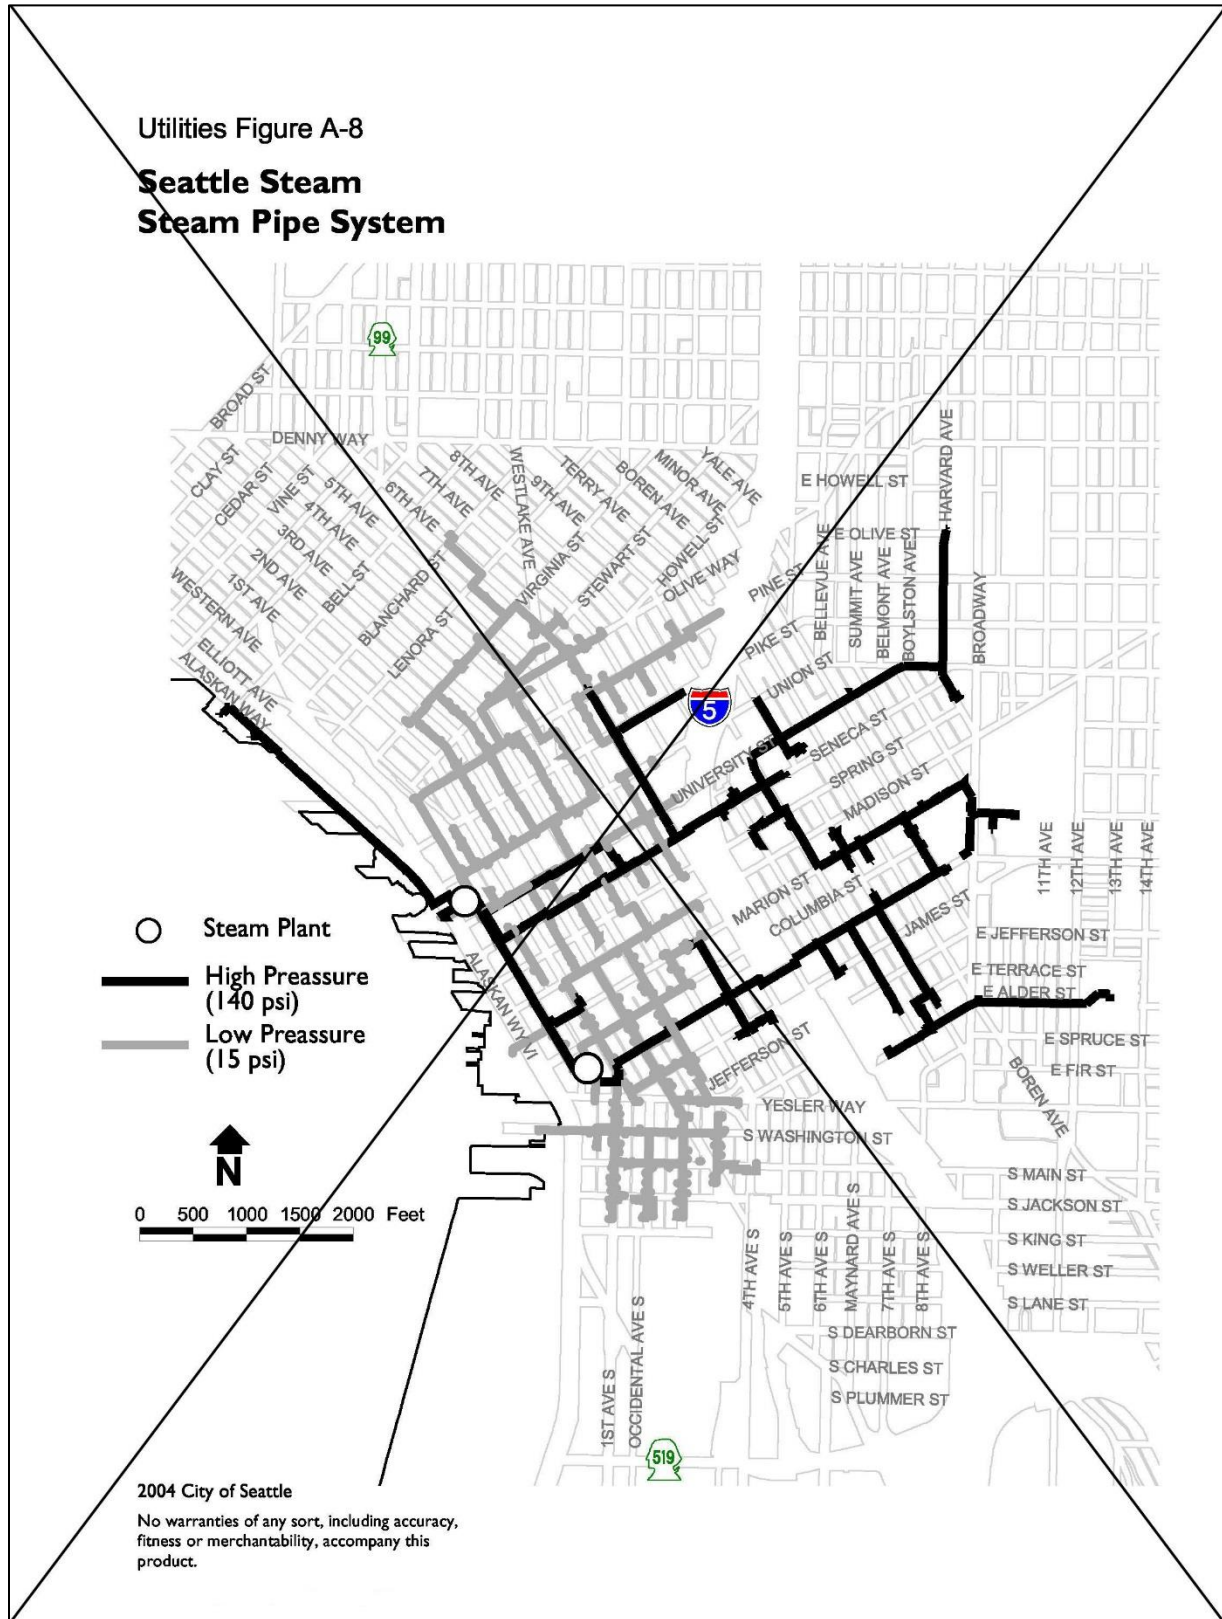 Utilities Figure A-8
Seattle Steam
Steam Pipe System
99
BROAD ST
DENNY WAY
CLAY ST
CEDAR ST
VINE ST
5TH AVE
4TH AVE
3RD AVE
2ND AVE
1ST AVE
WESTERN AVE
ELLIOTT AVE
ALASKAN WAY
BELL ST
BLANCHARD ST
LENORA ST
6TH AVE
7TH AVE
8TH AVE
WESTLAKE AVE
9TH AVE
TERRY AVE
BOREN AVE
MINOR AVE
YALE AVE
VIRGINIA ST
STEWART ST
HOWELL ST
OLIVE WAY
PINE ST
PIKE ST
UNION ST
E HOWELL ST
E OLIVE ST
HARVARD AVE
BELLEVUE AVE
SUMMIT AVE
BELMONT AVE
BOYLSTON AVE
BROADWAY
5
UNIVERSITY ST
SENECA ST
SPRING ST
MADISON ST
MARION ST
COLUMBIA ST
JAMES ST
11TH AVE
12TH AVE
13TH AVE
14TH AVE
E JEFFERSON ST
E TERRACE ST
E ALDER ST
E SPRUCE ST
E FIR ST
BOREN AVE
ALASKAN WY VI
JEFFERSON ST
YESLER WAY
S WASHINGTON ST
S MAIN ST
S JACKSON ST
S KING ST
S WELLER ST
S LANE ST
4TH AVE S
5TH AVE S
6TH AVE S
MAYNARD AVE S
7TH AVE S
8TH AVE S
S DEARBORN ST
S CHARLES ST
S PLUMMER ST
1ST AVE S
OCCIDENTAL AVE S
519
Steam Plant
High Preassure
(140 psi)
Low Preassure
(15 psi)
N
0 500 1000 1500 2000 Feet
2004 City of Seattle
No warranties of any sort, including accuracy,
fitness or merchantability, accompany this
product.